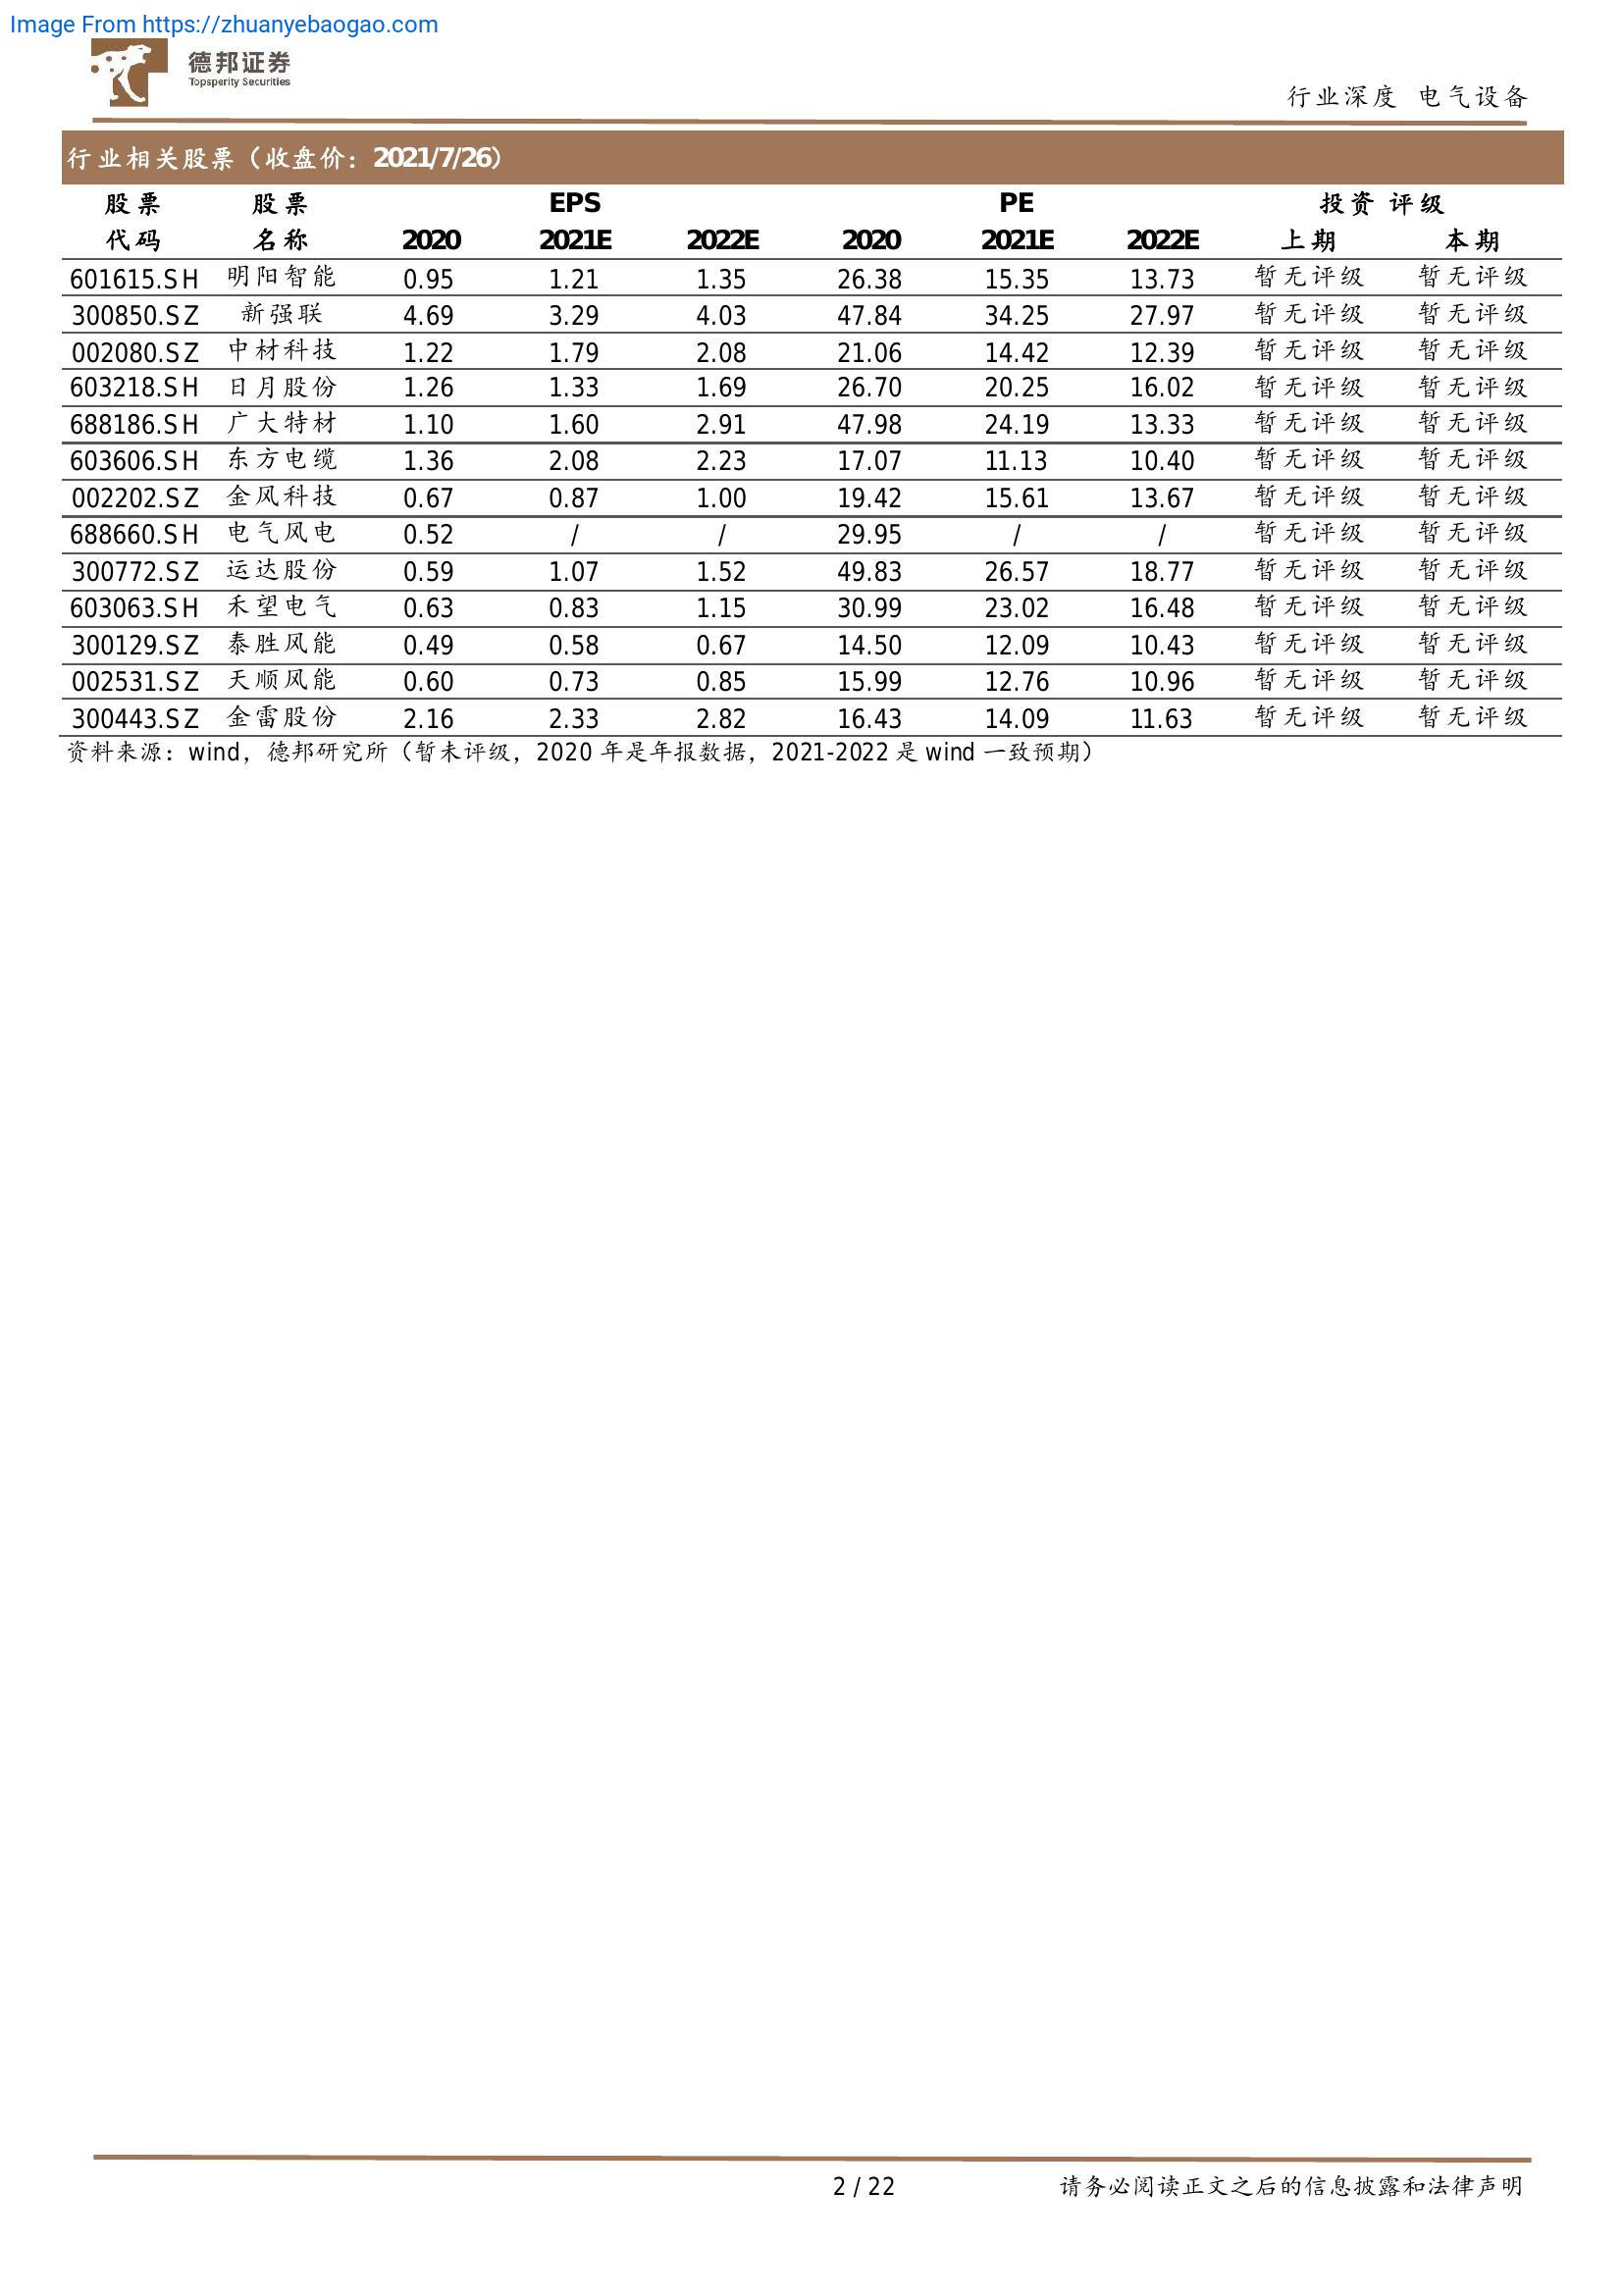 Image From https://zhuanyebaogao.com
德邦证券
Topsperity Securities
行业深度 电气设备
行业相关股票（收盘价：2021/7/26）
股票 股票 EPS PE 投资 评级
代码 名称 2020 2021E 2022E 2020 2021E 2022E 上期 本期
601615.SH 明阳智能 0.95 1.21 1.35 26.38 15.35 13.73 暂无评级 暂无评级
300850.SZ 新强联 4.69 3.29 4.03 47.84 34.25 27.97 暂无评级 暂无评级
002080.SZ 中材科技 1.22 1.79 2.08 21.06 14.42 12.39 暂无评级 暂无评级
603218.SH 日月股份 1.26 1.33 1.69 26.70 20.25 16.02 暂无评级 暂无评级
688186.SH 广大特材 1.10 1.60 2.91 47.98 24.19 13.33 暂无评级 暂无评级
603606.SH 东方电缆 1.36 2.08 2.23 17.07 11.13 10.40 暂无评级 暂无评级
002202.SZ 金风科技 0.67 0.87 1.00 19.42 15.61 13.67 暂无评级 暂无评级
688660.SH 电气风电 0.52 / / 29.95 / / 暂无评级 暂无评级
300772.SZ 运达股份 0.59 1.07 1.52 49.83 26.57 18.77 暂无评级 暂无评级
603063.SH 禾望电气 0.63 0.83 1.15 30.99 23.02 16.48 暂无评级 暂无评级
300129.SZ 泰胜风能 0.49 0.58 0.67 14.50 12.09 10.43 暂无评级 暂无评级
002531.SZ 天顺风能 0.60 0.73 0.85 15.99 12.76 10.96 暂无评级 暂无评级
300443.SZ 金雷股份 2.16 2.33 2.82 16.43 14.09 11.63 暂无评级 暂无评级
资料来源：wind，德邦研究所（暂未评级，2020 年是年报数据，2021-2022 是 wind 一致预期）
2 / 22 请务必阅读正文之后的信息披露和法律声明